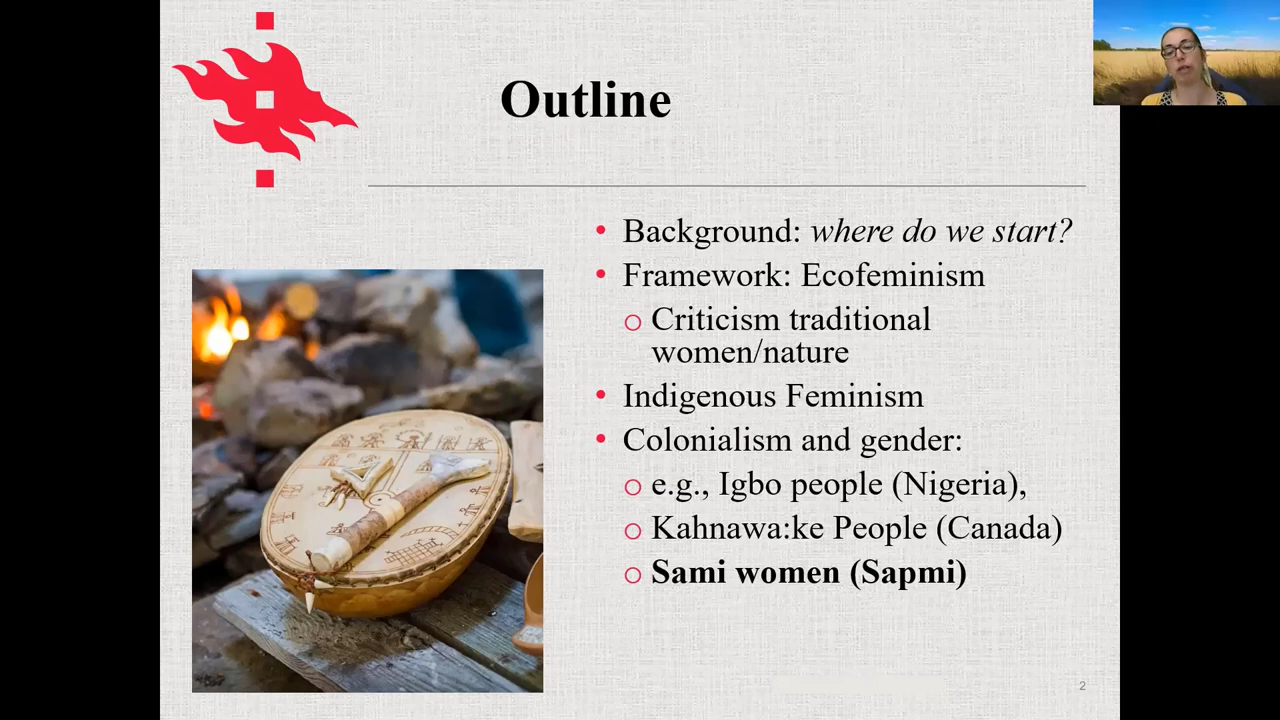 Outline
• Background: where do we start?
• Framework: Ecofeminism
o Criticism traditional
women/nature
• Indigenous Feminism
• Colonialism and gender:
o e.g., Igbo people (Nigeria),
o Kahnawa:ke People (Canada)
o Sami women (Sapmi)
2